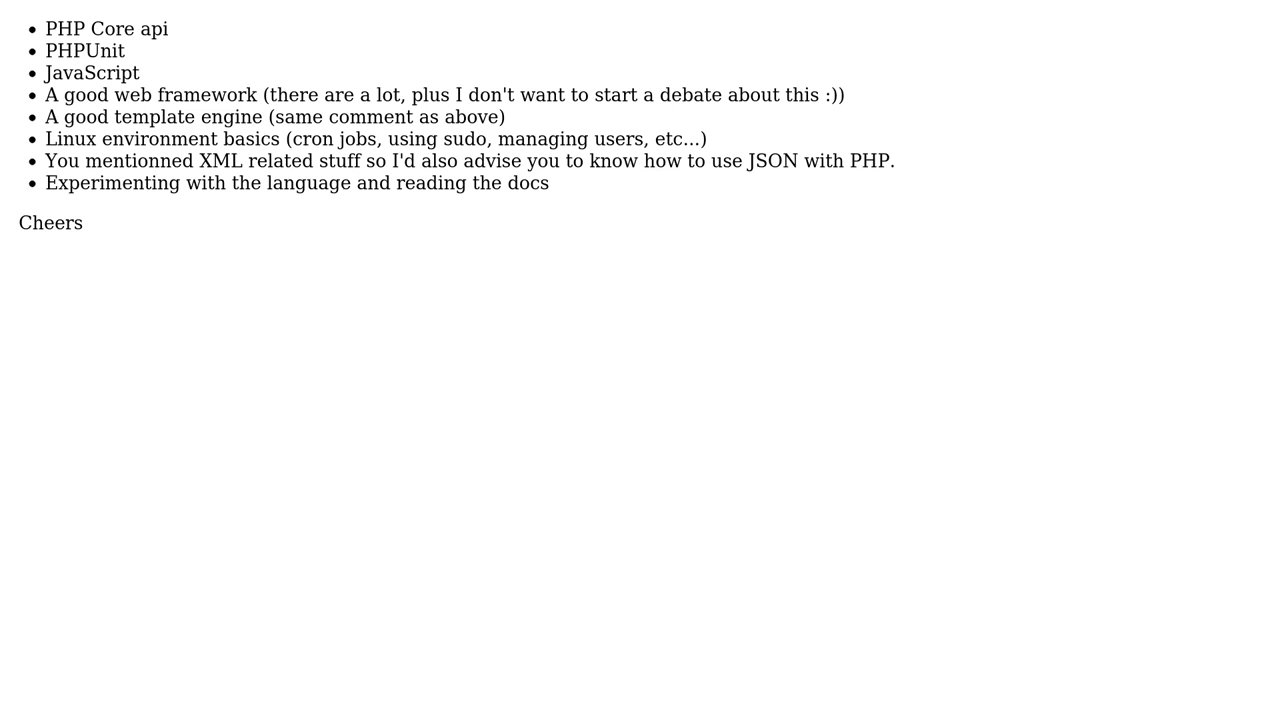 • PHP Core api
• PHPUnit
• JavaScript
• A good web framework (there are a lot, plus I don't want to start a debate about this :))
• A good template engine (same comment as above)
• Linux environment basics (cron jobs, using sudo, managing users, etc...)
• You mentionned XML related stuff so I'd also advise you to know how to use JSON with PHP.
• Experimenting with the language and reading the docs
Cheers